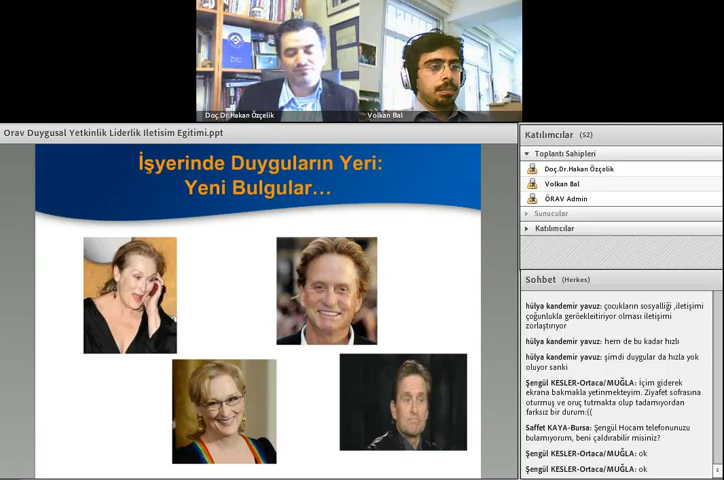 Doç.Dr.Hakan Özçelik
Volkan Bal
Orav Duygusal Yetkinlik Liderlik Iletisim Egitimi.ppt
İşyerinde Duyguların Yeri:
Yeni Bulgular…
Katılımcılar (52)
Toplantı Sahipleri
Doç.Dr.Hakan Özçelik
Volkan Bal
ÖRAV Admin
Sunucular
Katılımcılar
Sohbet (Herkes)
hülya kandemir yavuz: çocukların sosyalliği ,iletişimi
çoğunlukla geröekleitiriyor olması iletişimi
zorlaştırıyor
hülya kandemir yavuz: hem de bu kadar hızlı
hülya kandemir yavuz: şimdi duygular da hızla yok
oluyor sanki
Şengül KESLER-Ortaca/MUĞLA: İçim giderek
ekrana bakmakla yetinmekteyim. Ziyafet sofrasına
oturmuş ve oruç tutmakta olup tadamıyordan
farksız bir durum:((
Saffet KAYA-Bursa: Şengül Hocam telefonunuzu
bulamıyorum, beni çaldırabilir misiniz?
Şengül KESLER-Ortaca/MUĞLA: ok
Şengül KESLER-Ortaca/MUĞLA: ok